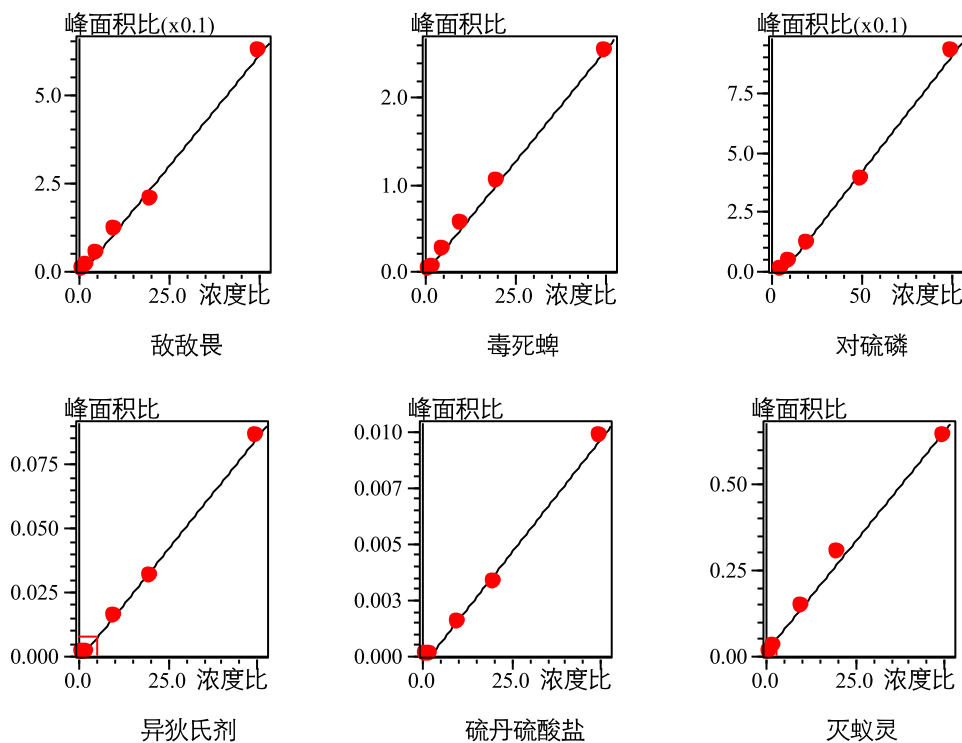 峰面积比(x0.1)
5.0
2.5
0.0
0.0 25.0 浓度比
敌敌畏
峰面积比
2.0
1.0
0.0
0.0 25.0 浓度比
毒死蜱
峰面积比(x0.1)
7.5
5.0
2.5
0.0
0 50 浓度比
对硫磷
峰面积比
0.075
0.050
0.025
0.000
0.0 25.0 浓度比
异狄氏剂
峰面积比
0.010
0.007
0.005
0.003
0.000
0.0 25.0 浓度比
硫丹硫酸盐
峰面积比
0.50
0.25
0.00
0.0 25.0 浓度比
灭蚁灵